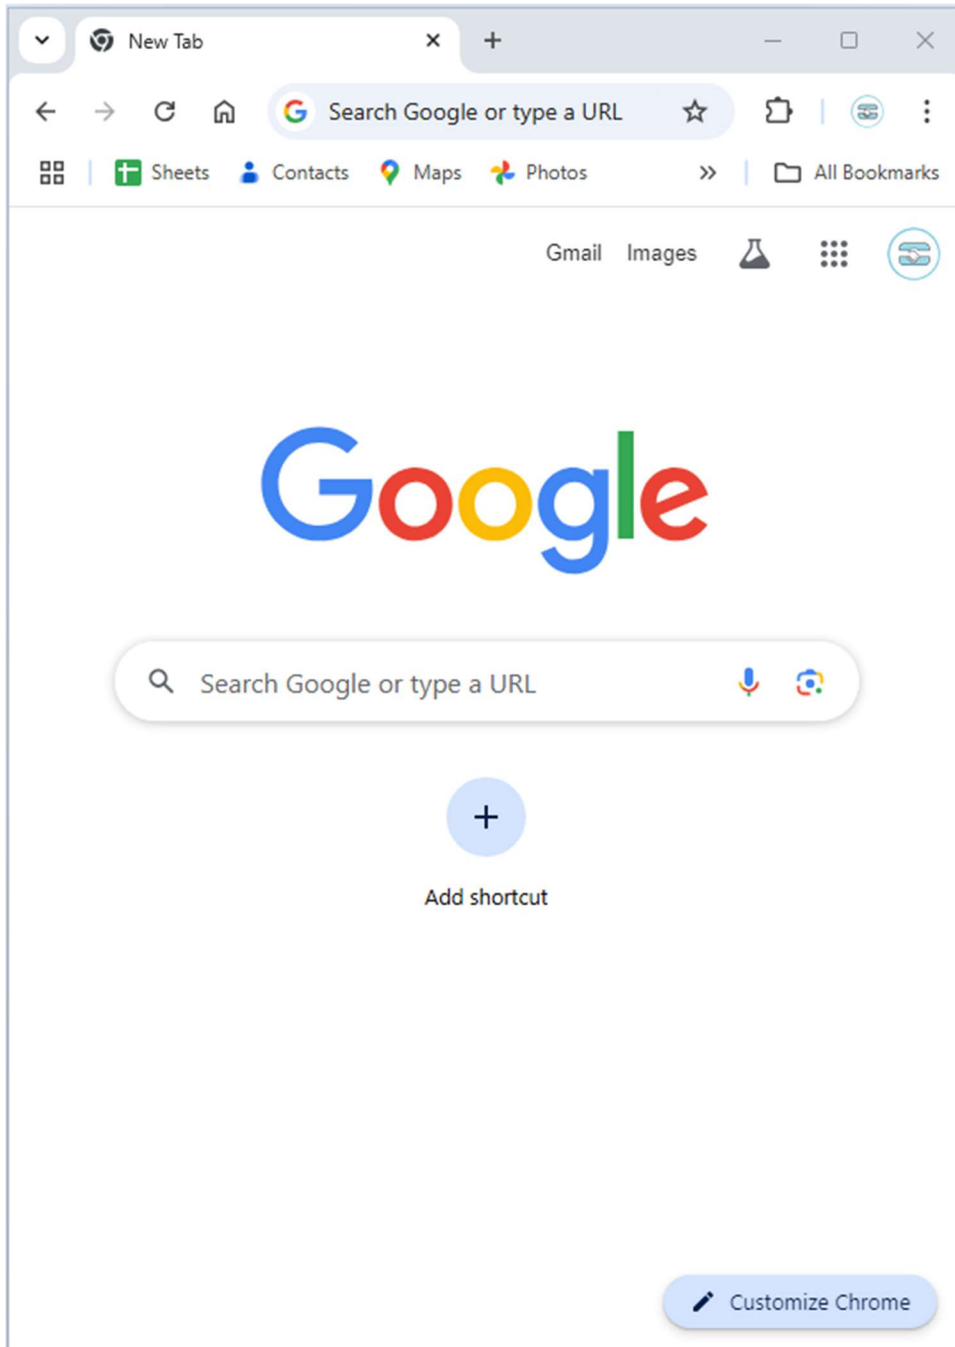 New Tab
Search Google or type a URL
Sheets Contacts Maps Photos All Bookmarks
Gmail Images
Google
Search Google or type a URL
Add shortcut
Customize Chrome